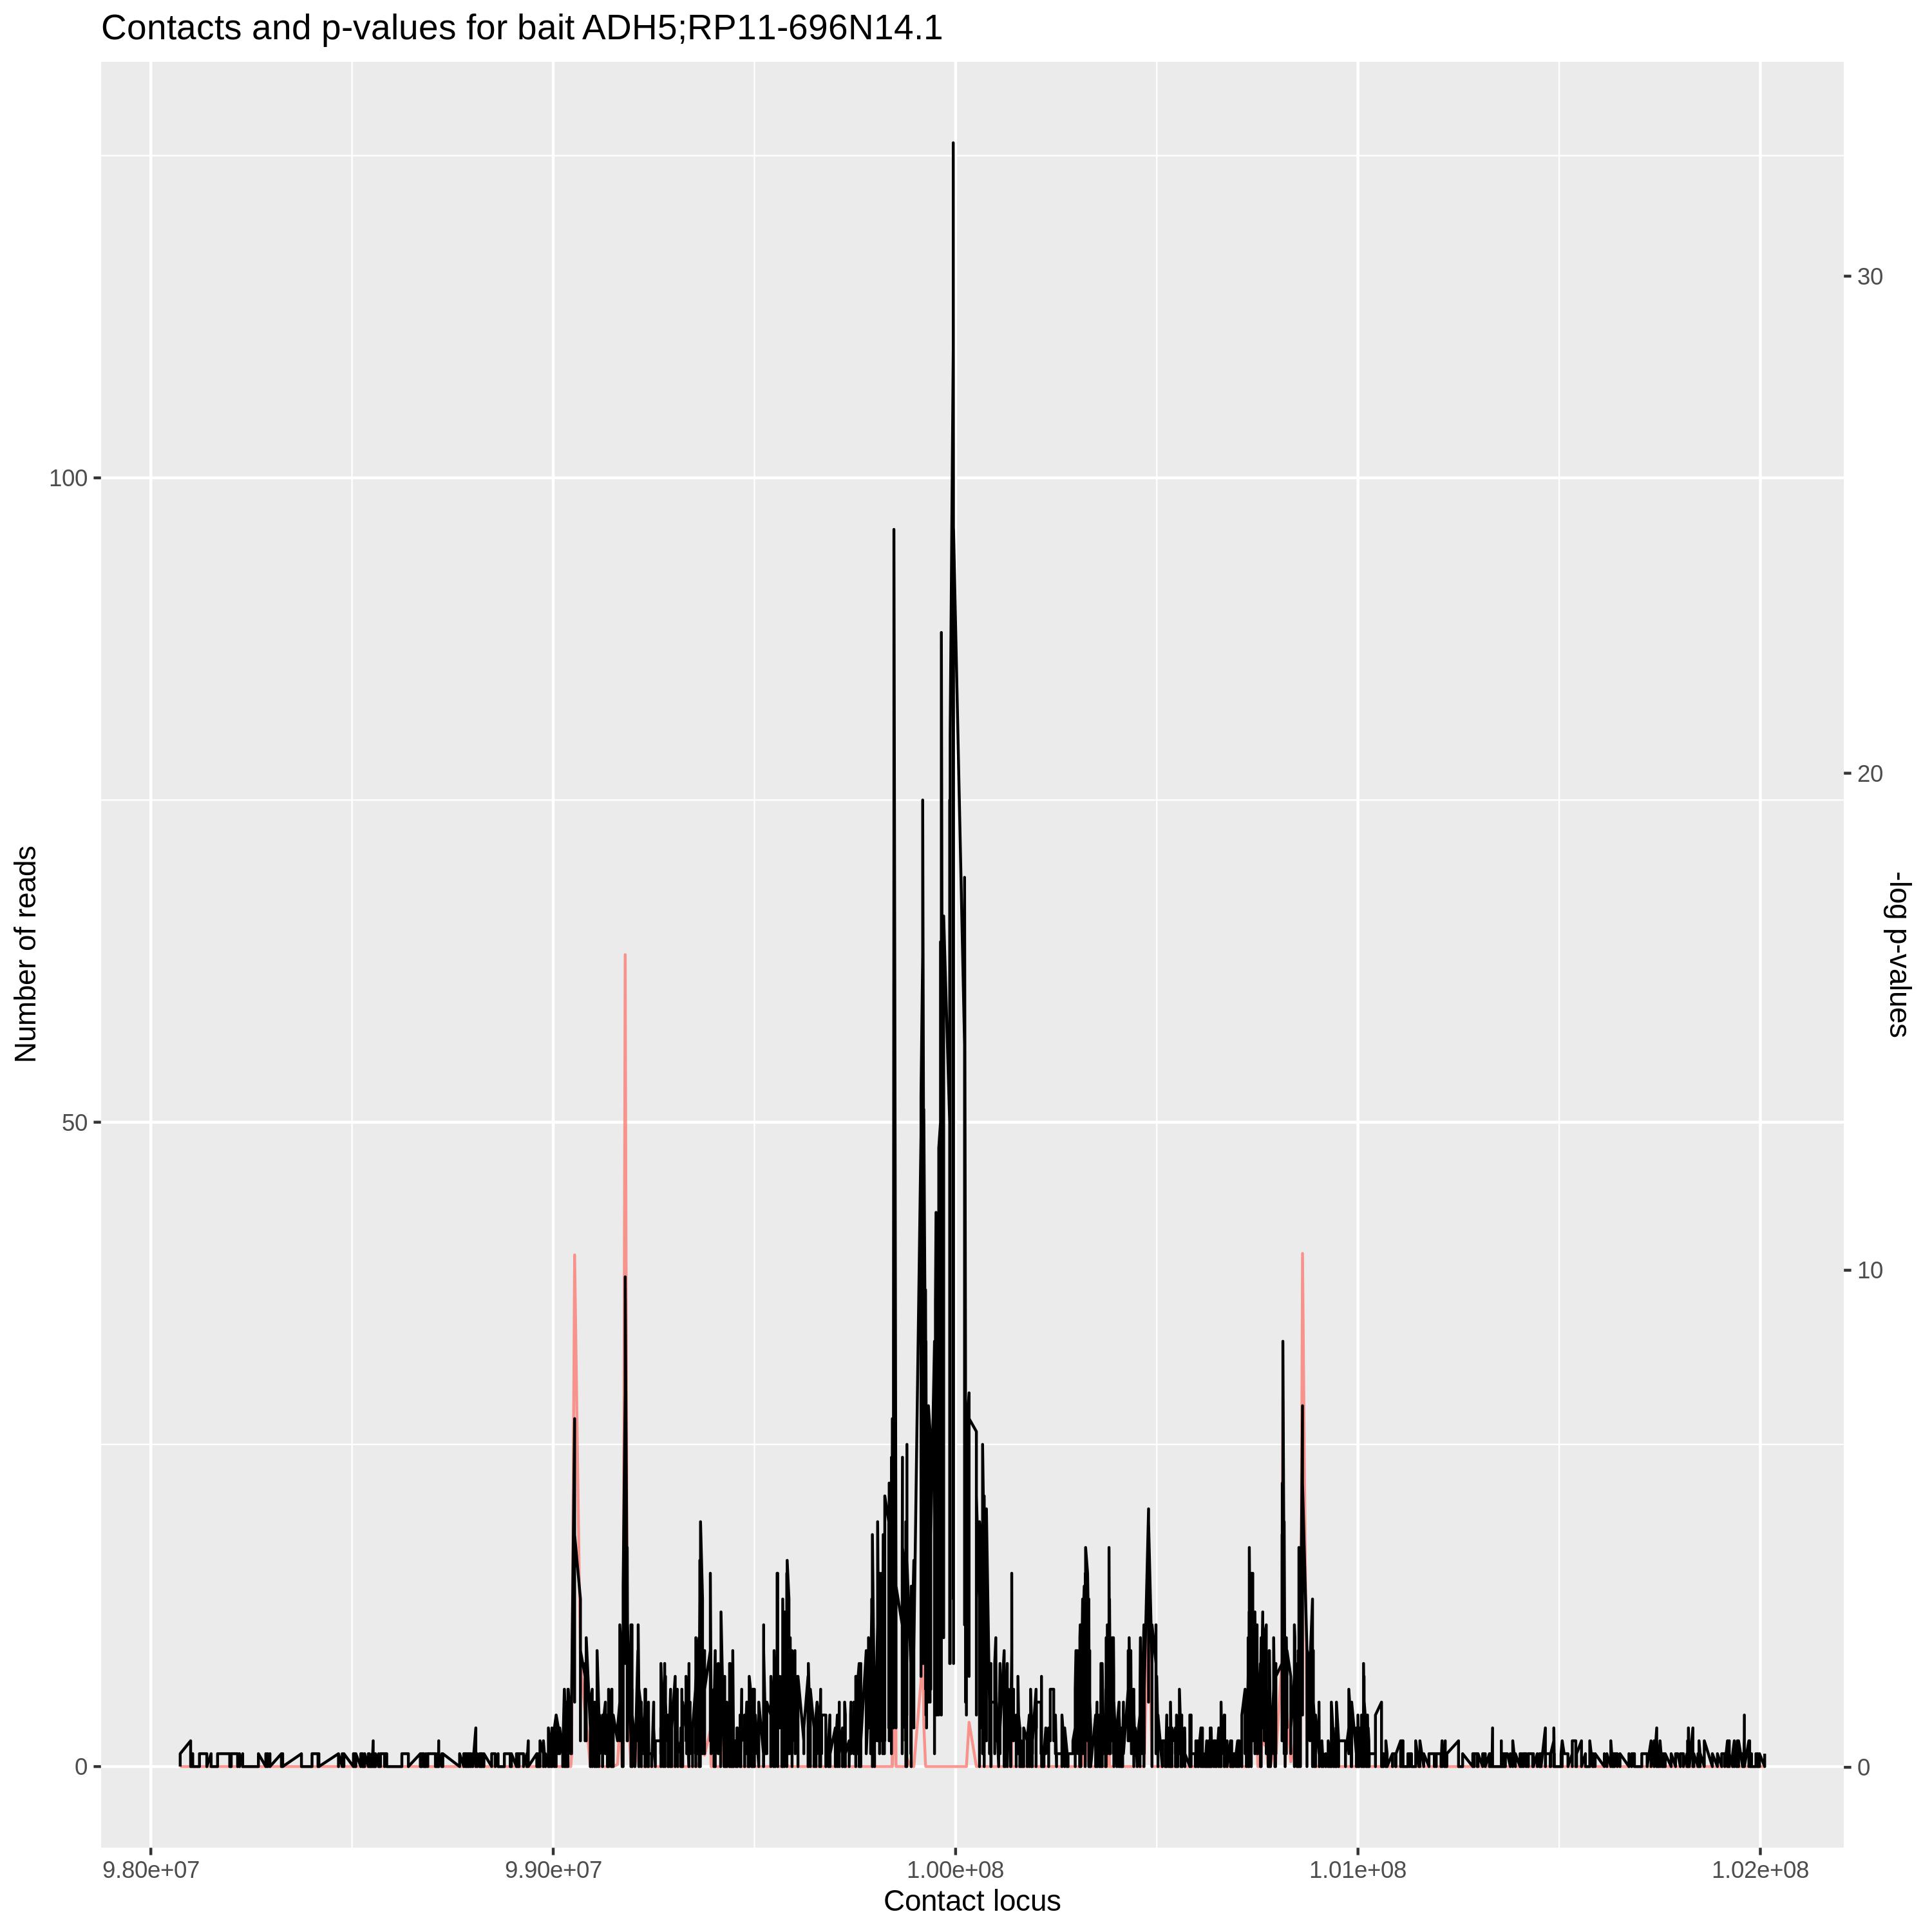 Contacts and p-values for bait ADH5;RP11-696N14.1
100
50
0
Number of reads
30
20
10
0
-log p-values
9.80e+07
9.90e+07
1.00e+08
1.01e+08
1.02e+08
Contact locus